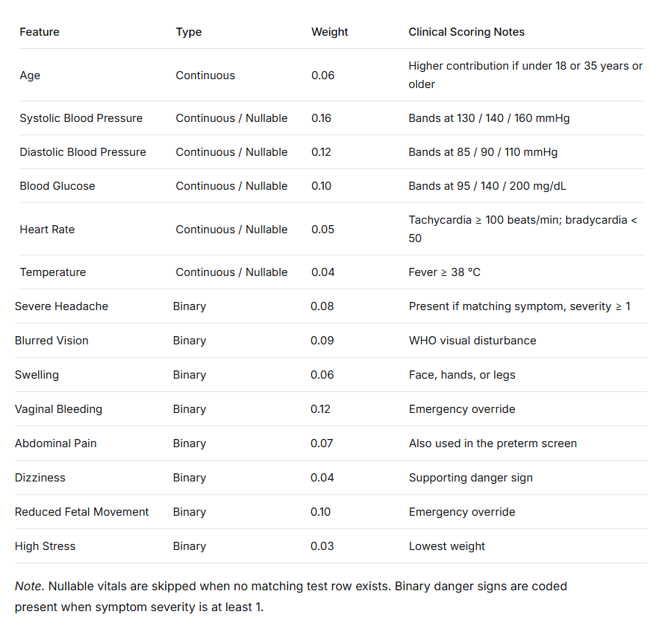 Feature Type Weight Clinical Scoring Notes
Age Continuous 0.06 Higher contribution if under 18 or 35 years or
older
Systolic Blood Pressure Continuous / Nullable 0.16 Bands at 130 / 140 / 160 mmHg
Diastolic Blood Pressure Continuous / Nullable 0.12 Bands at 85 / 90 / 110 mmHg
Blood Glucose Continuous / Nullable 0.10 Bands at 95 / 140 / 200 mg/dL
Heart Rate Continuous / Nullable 0.05 Tachycardia ≥ 100 beats/min; bradycardia <
50
Temperature Continuous / Nullable 0.04 Fever ≥ 38 °C
Severe Headache Binary 0.08 Present if matching symptom, severity ≥ 1
Blurred Vision Binary 0.09 WHO visual disturbance
Swelling Binary 0.06 Face, hands, or legs
Vaginal Bleeding Binary 0.12 Emergency override
Abdominal Pain Binary 0.07 Also used in the preterm screen
Dizziness Binary 0.04 Supporting danger sign
Reduced Fetal Movement Binary 0.10 Emergency override
High Stress Binary 0.03 Lowest weight
Note. Nullable vitals are skipped when no matching test row exists. Binary danger signs are coded
present when symptom severity is at least 1.